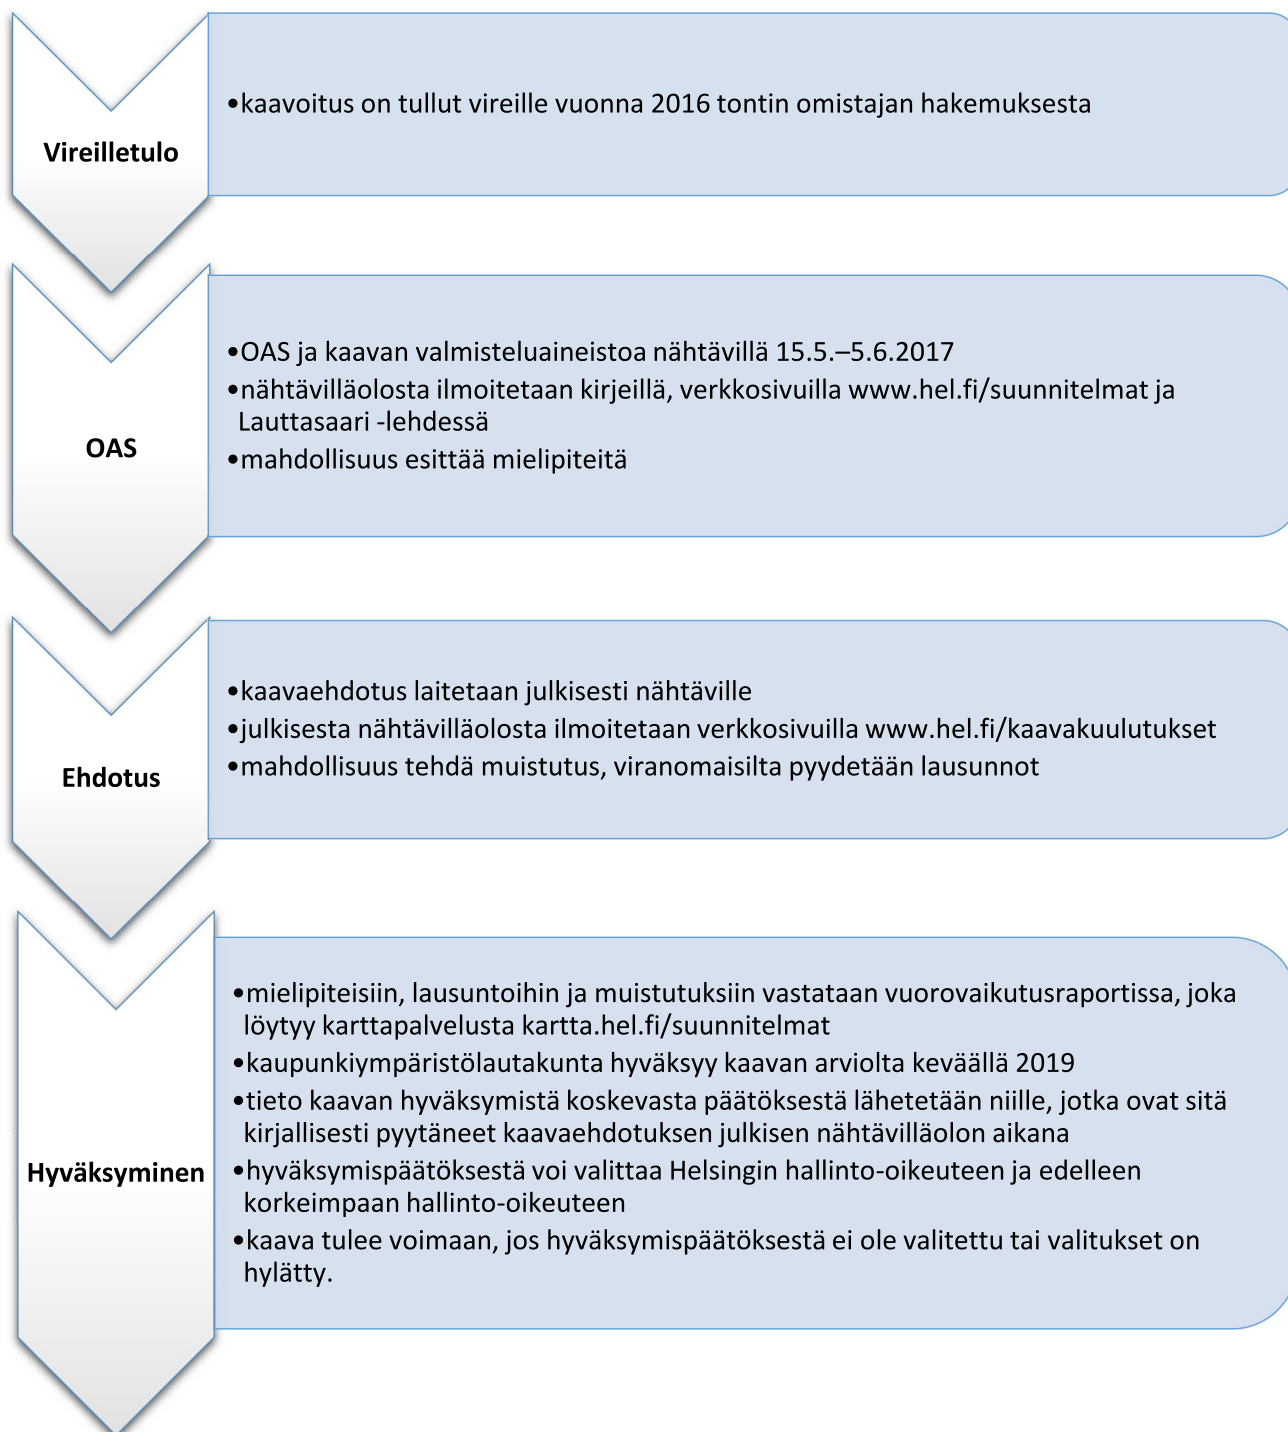 Vireilletulo
•kaavoitus on tullut vireille vuonna 2016 tontin omistajan hakemuksesta
OAS
•OAS ja kaavan valmisteluaineistoa nähtävillä 15.5.–5.6.2017
•nähtävilläolosta ilmoitetaan kirjeillä, verkkosivuilla www.hel.fi/suunnitelmat ja
Lauttasaari -lehdessä
•mahdollisuus esittää mielipiteitä
Ehdotus
•kaavaehdotus laitetaan julkisesti nähtäville
•julkisesta nähtävilläolosta ilmoitetaan verkkosivuilla www.hel.fi/kaavakuulutukset
•mahdollisuus tehdä muistutus, viranomaisilta pyydetään lausunnot
Hyväksyminen
•mielipiteisiin, lausuntoihin ja muistutuksiin vastataan vuorovaikutusraportissa, joka
löytyy karttapalvelusta kartta.hel.fi/suunnitelmat
•kaupunkiympäristölautakunta hyväksyy kaavan arviolta keväällä 2019
•tieto kaavan hyväksymistä koskevasta päätöksestä lähetetään niille, jotka ovat sitä
kirjallisesti pyytäneet kaavaehdotuksen julkisen nähtävilläolon aikana
•hyväksymispäätöksestä voi valittaa Helsingin hallinto-oikeuteen ja edelleen
korkeimpaan hallinto-oikeuteen
•kaava tulee voimaan, jos hyväksymispäätöksestä ei ole valitettu tai valitukset on
hylätty.